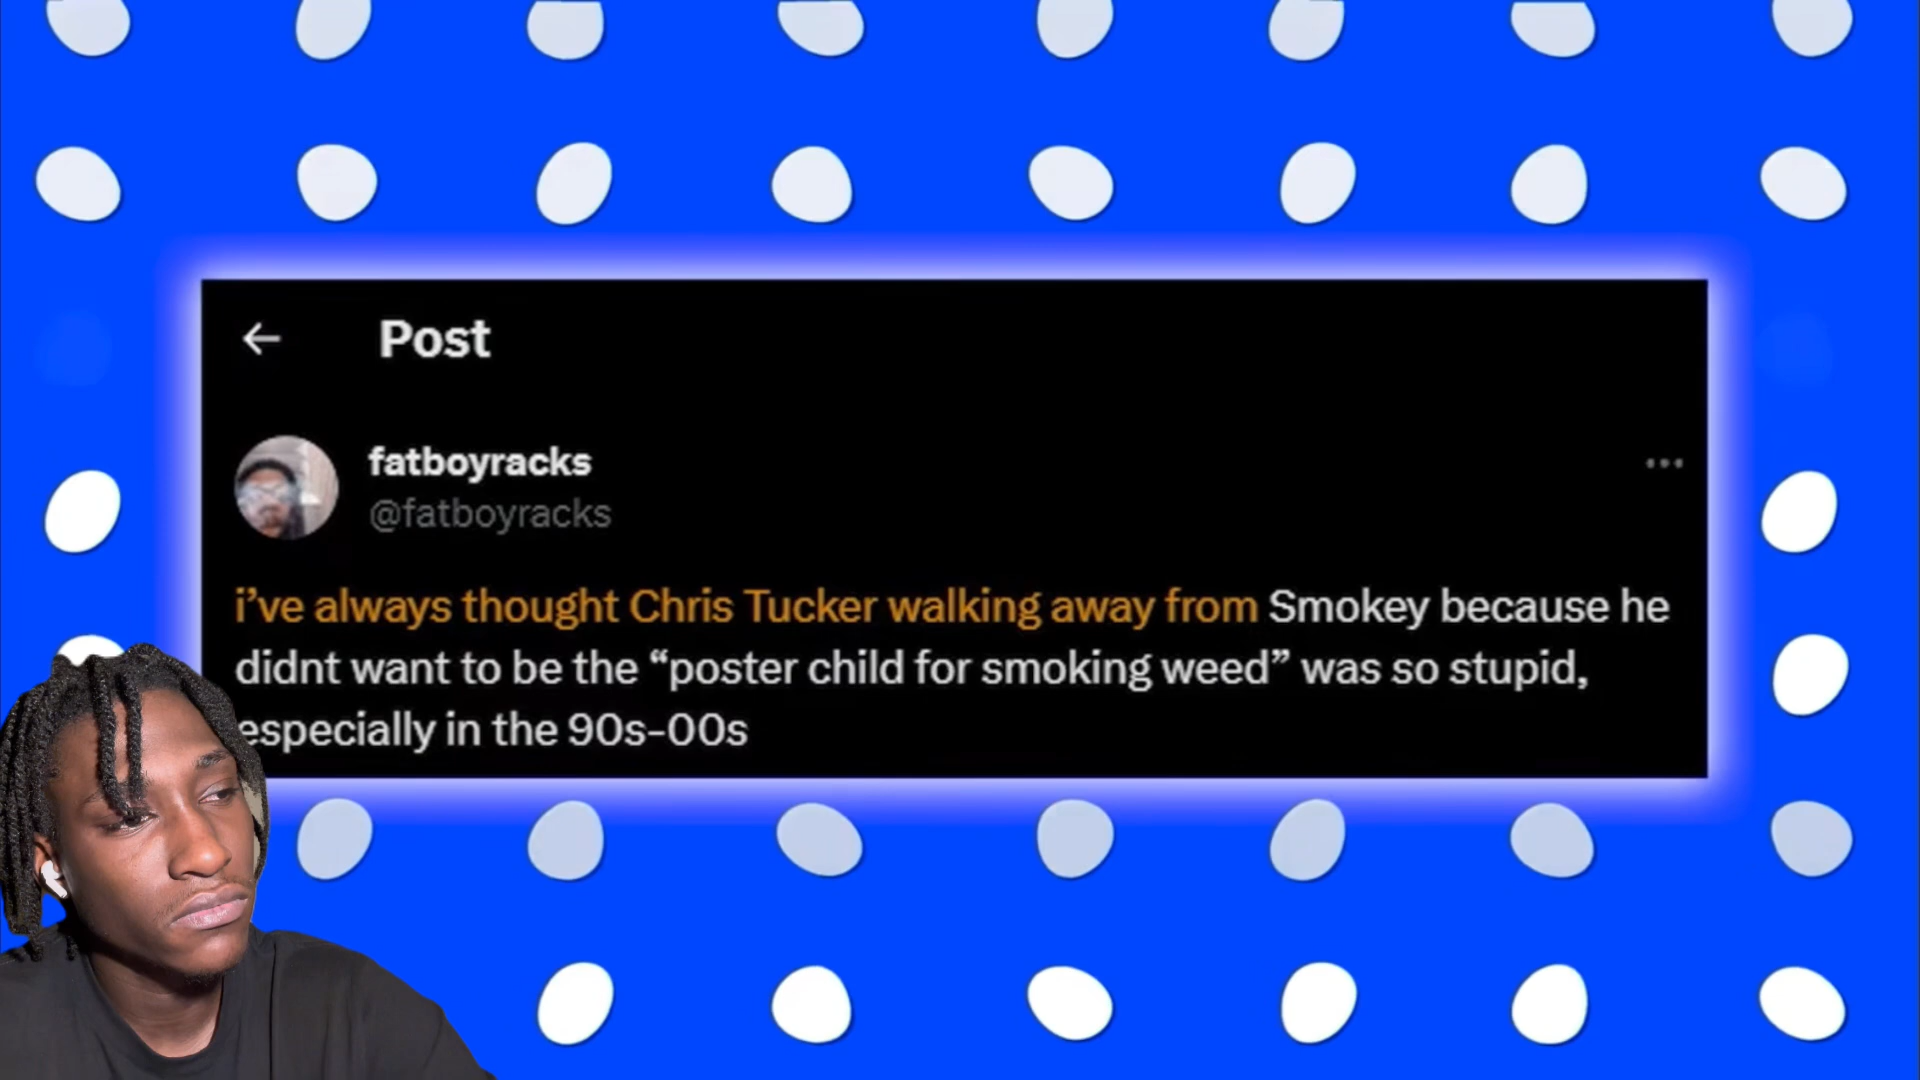 Post
fatboyracks
@fatboyracks
i’ve always thought Chris Tucker walking away from Smokey because he
didnt want to be the “poster child for smoking weed” was so stupid,
especially in the 90s-00s